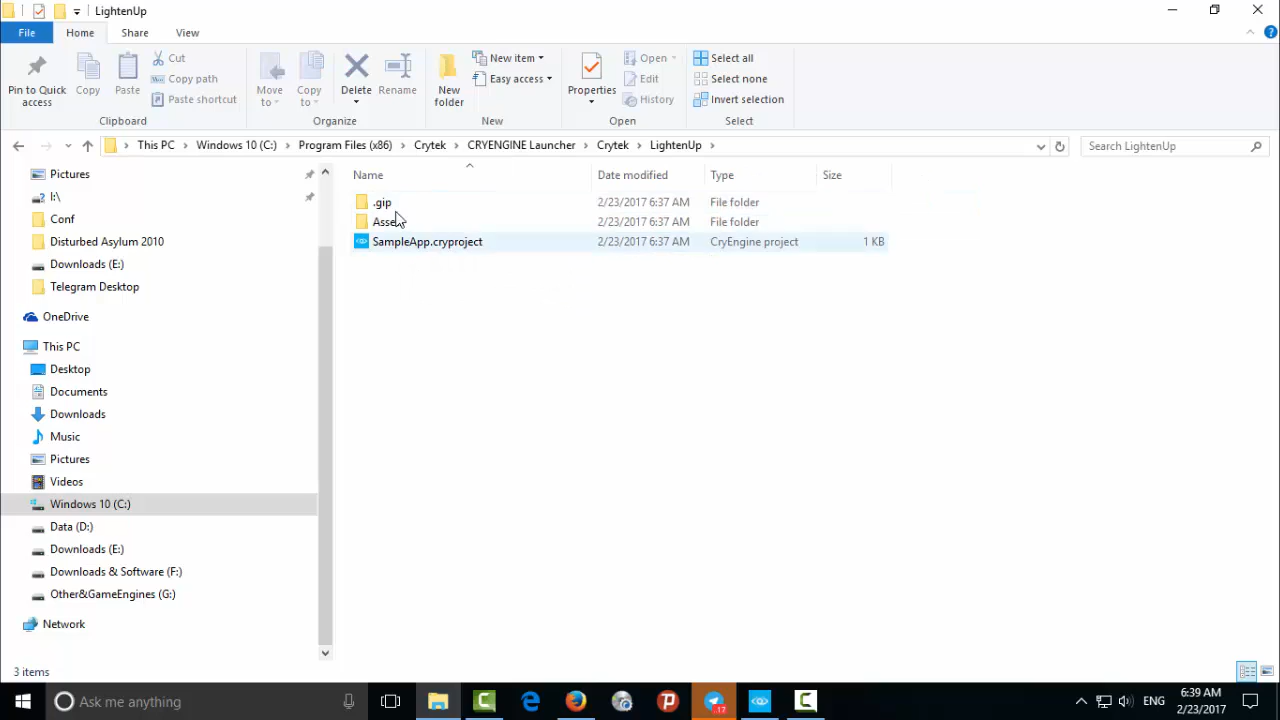 LightenUp
File
Home
Share
View
Pin to Quick access
Copy
Paste
Cut
Copy path
Paste shortcut
Clipboard
Move to
Copy to
Delete
Rename
Organize
New folder
New item
Easy access
New
Properties
Open
Edit
History
Open
Select all
Select none
Invert selection
Select
This PC > Windows 10 (C:) > Program Files (x86) > Crytek > CRYENGINE Launcher > Crytek > LightenUp >
Search LightenUp
Name
Date modified
Type
Size
.gip 2/23/2017 6:37 AM File folder
2/23/2017 6:37 AM File folder
SampleApp.cryproject 2/23/2017 6:37 AM CryEngine project 1 KB
Pictures
I:\
Conf
Disturbed Asylum 2010
Downloads (E:)
Telegram Desktop
OneDrive
This PC
Desktop
Documents
Downloads
Music
Pictures
Videos
Windows 10 (C:)
Data (D:)
Downloads (E:)
Downloads & Software (F:)
Other&GameEngines (G:)
Network
3 items
Ask me anything
12
ENG
6:39 AM
2/23/2017